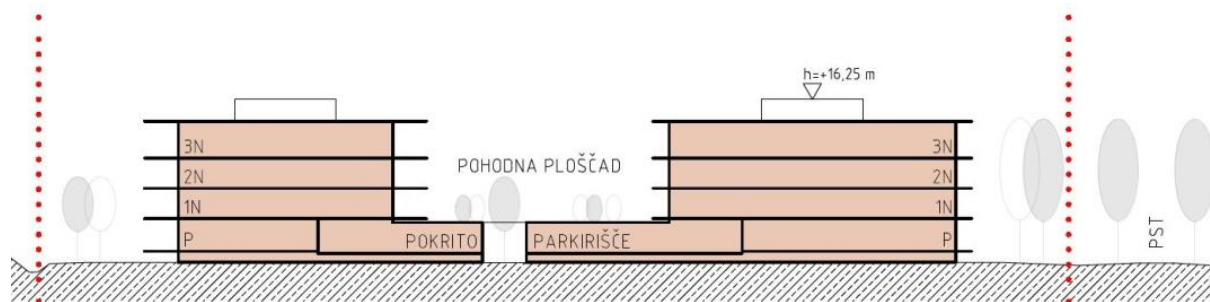 h=+16,25 m
3N
3N
POHODNA PLOŠČAD
2N
2N
1N
1N
P
POKRITO
PARKIRIŠČE
P
PST